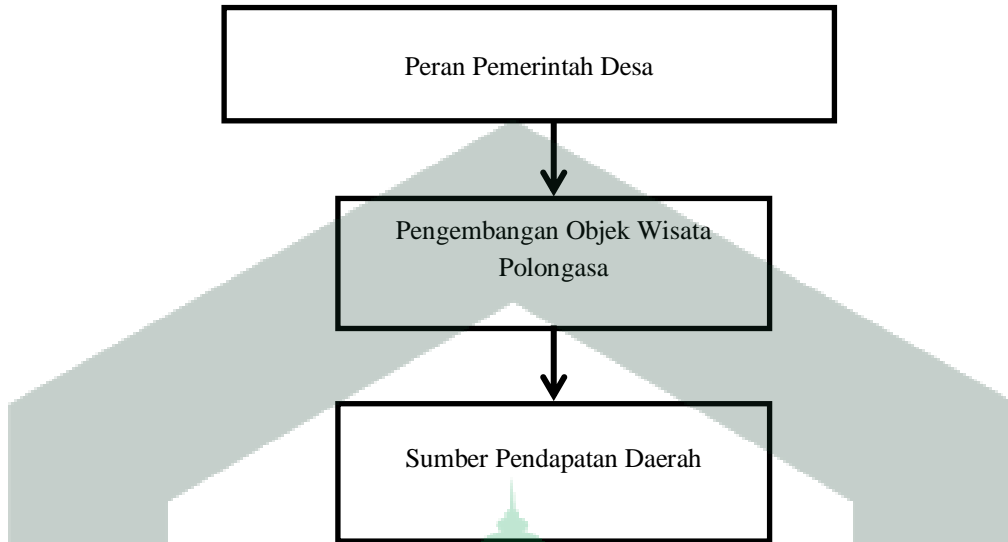 Peran Pemerintah Desa
Pengembangan Objek Wisata
Polongasa
Sumber Pendapatan Daerah